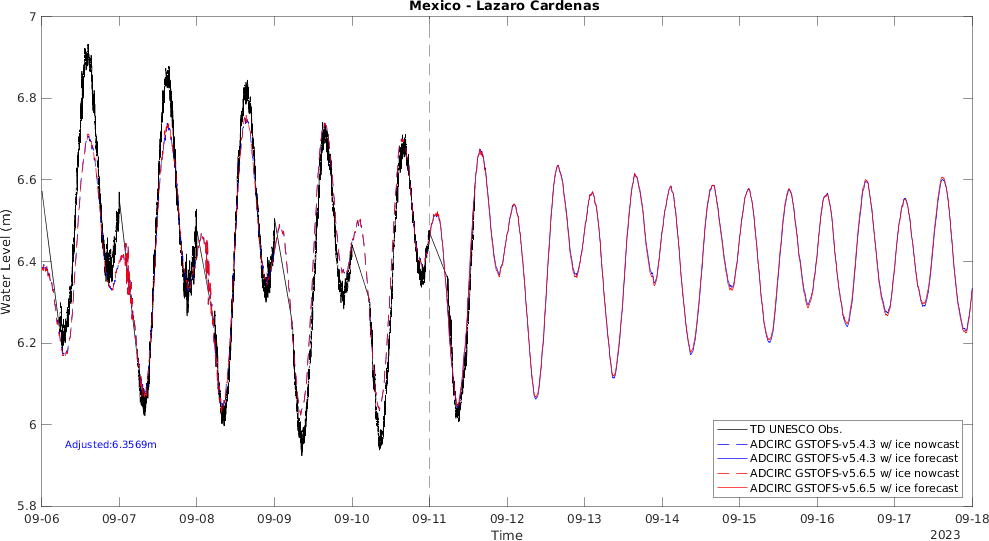 Mexico - Lazaro Cardenas
7
6.8
6.6
6.4
6.2
6
5.8
Water Level (m)
Adjusted:6.3569m
TD UNESCO Obs.
ADCIRC GSTOFS-v5.4.3 w/ ice nowcast
ADCIRC GSTOFS-v5.4.3 w/ ice forecast
ADCIRC GSTOFS-v5.6.5 w/ ice nowcast
ADCIRC GSTOFS-v5.6.5 w/ ice forecast
09-06 09-07 09-08 09-09 09-10 09-11 09-12 09-13 09-14 09-15 09-16 09-17 09-18
Time
2023